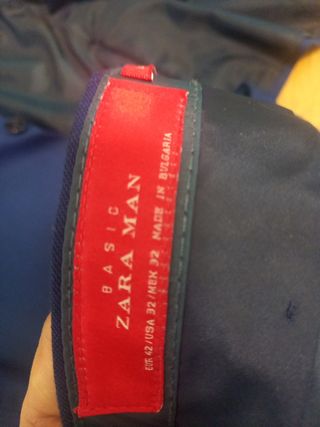 BASIC
ZARA MAN
EUR 42/USA 32/MEX 32 MADE IN BULGARIA